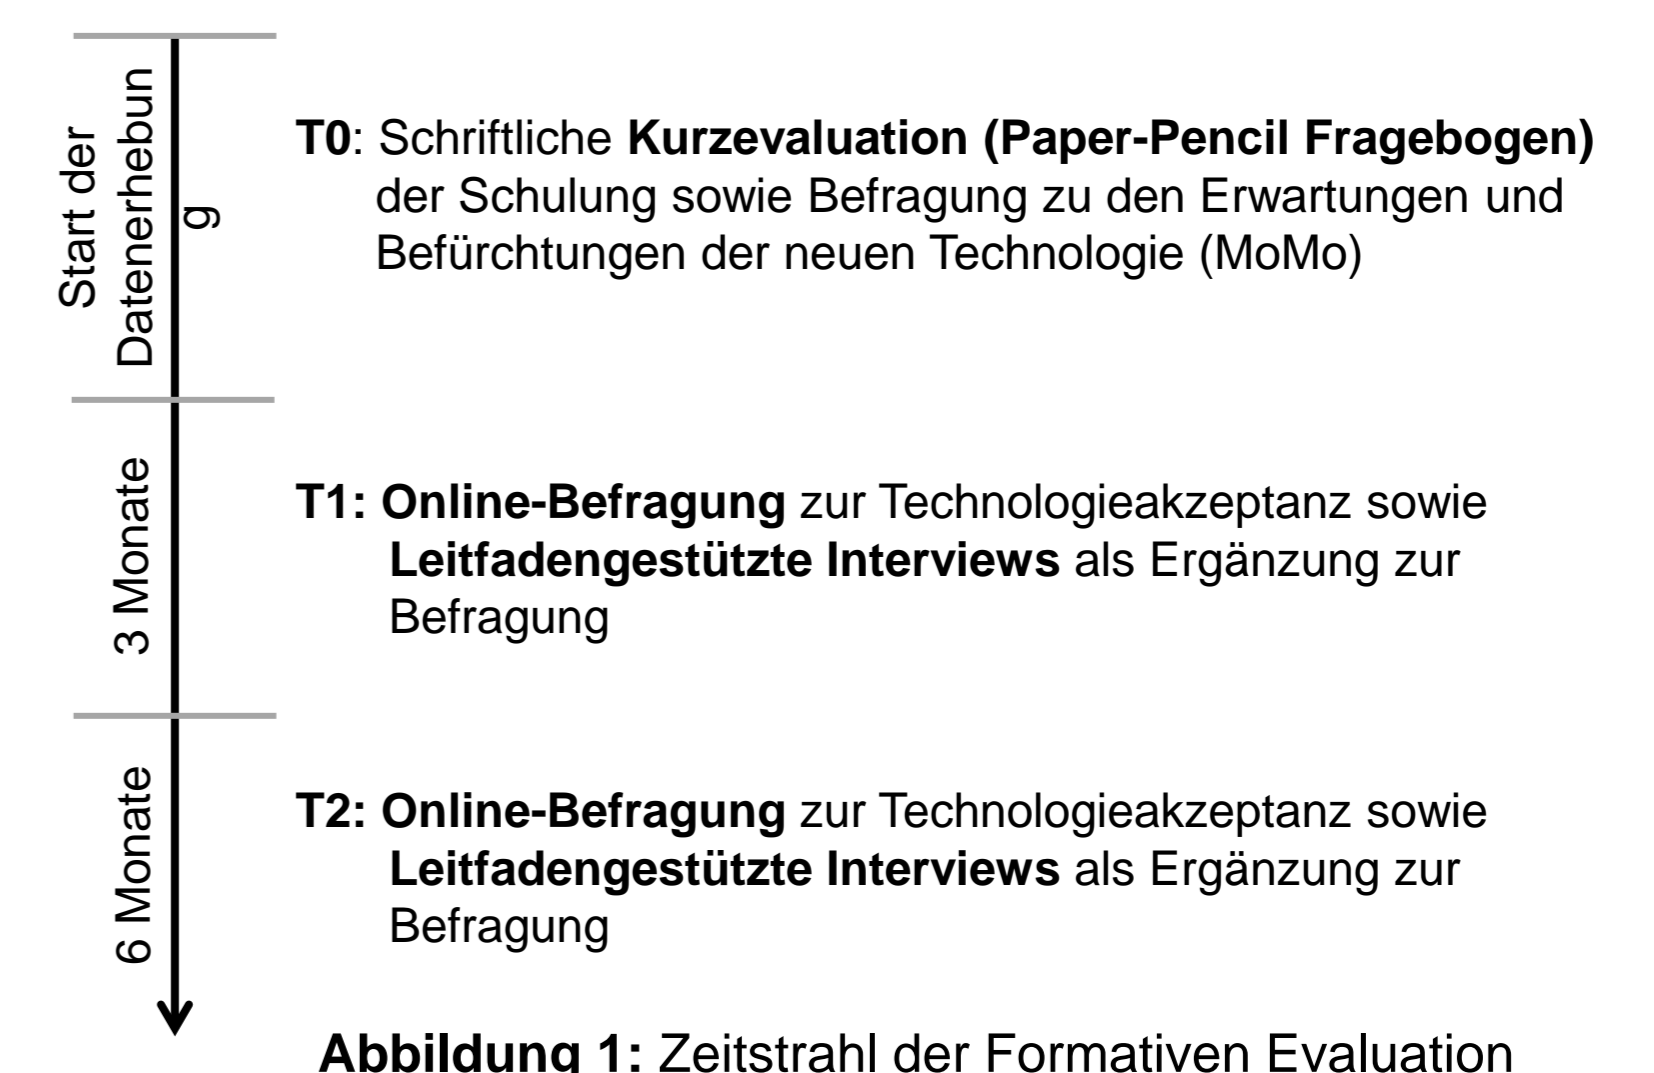 Start der
Datenerhebun
g
T0: Schriftliche Kurzevaluation (Paper-Pencil Fragebogen)
der Schulung sowie Befragung zu den Erwartungen und
Befürchtungen der neuen Technologie (MoMo)
3 Monate
T1: Online-Befragung zur Technologieakzeptanz sowie
Leitfadengestützte Interviews als Ergänzung zur
Befragung
6 Monate
T2: Online-Befragung zur Technologieakzeptanz sowie
Leitfadengestützte Interviews als Ergänzung zur
Befragung
Abbildung 1: Zeitstrahl der Formativen Evaluation